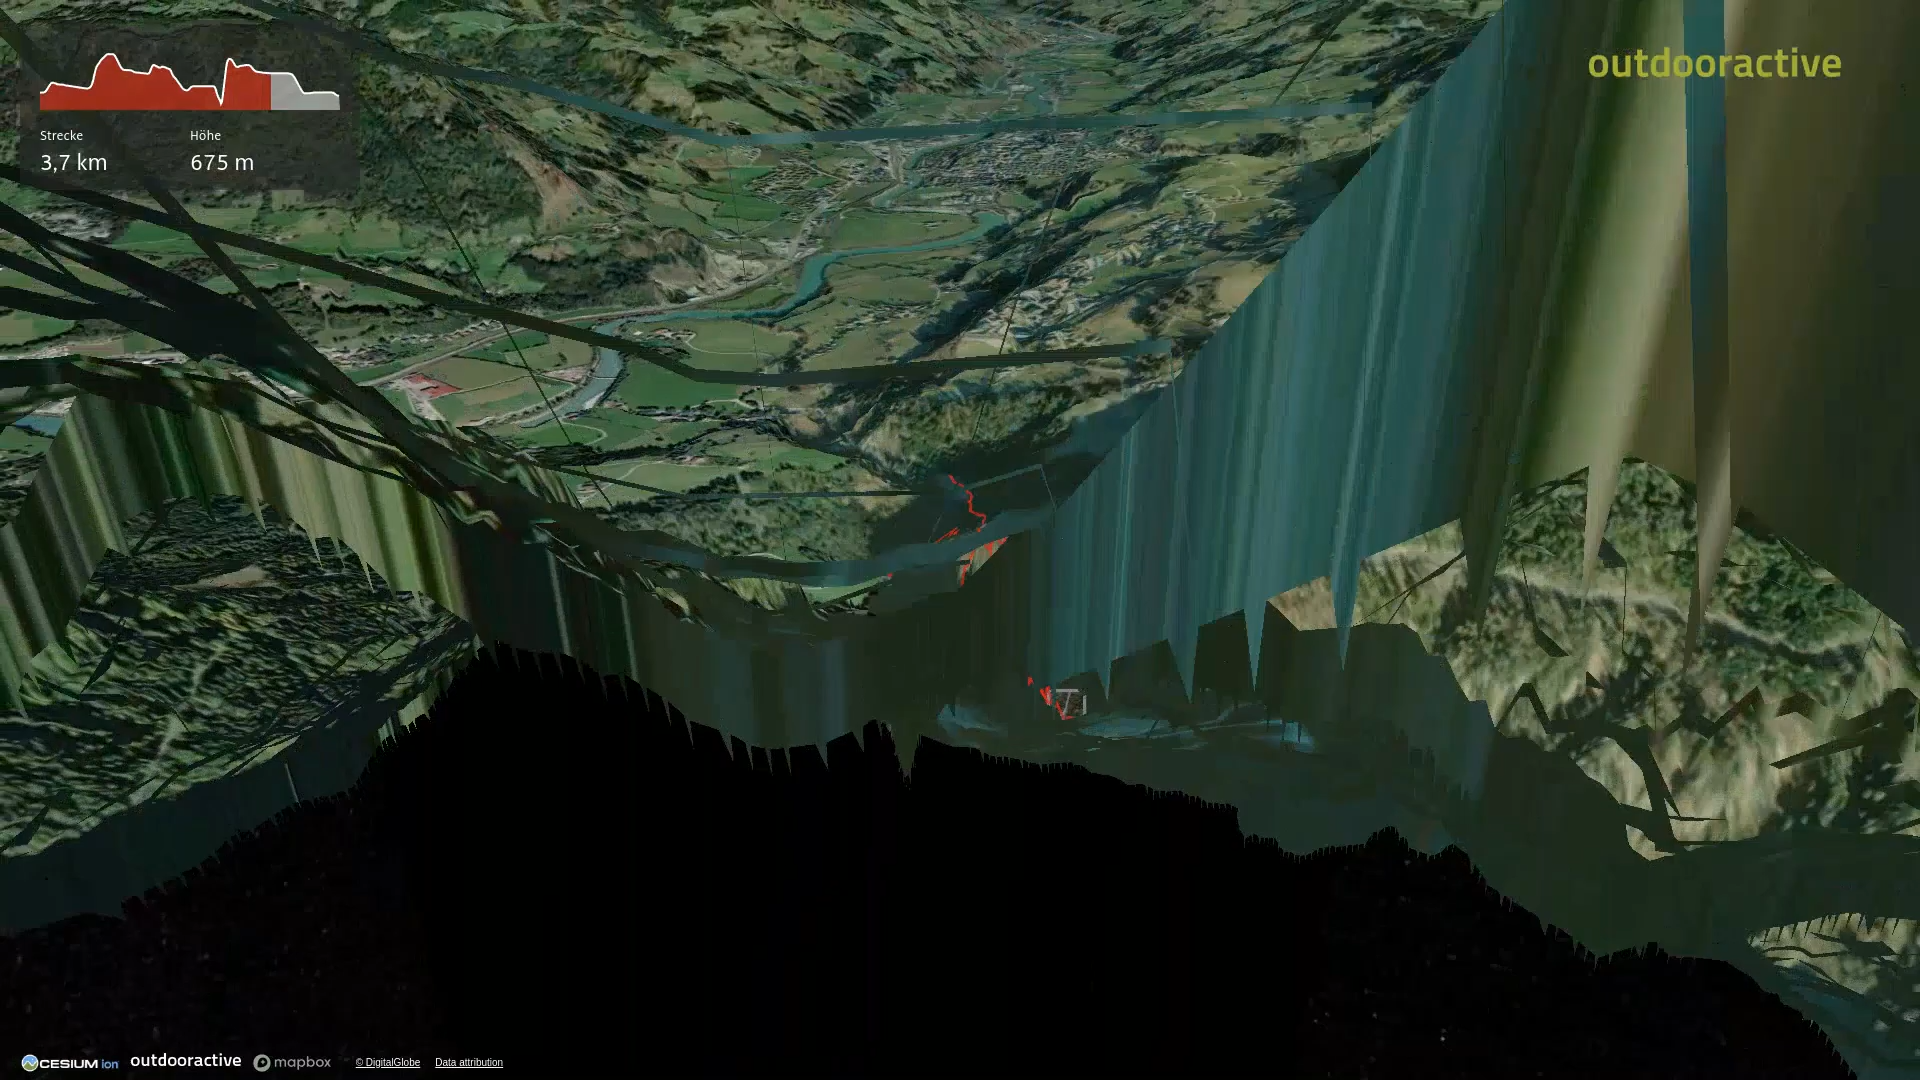 outdooractive
Strecke Höhe
3,7 km 675 m
CESIUM ion outdooractive mapbox © DigitalGlobe Data attribution